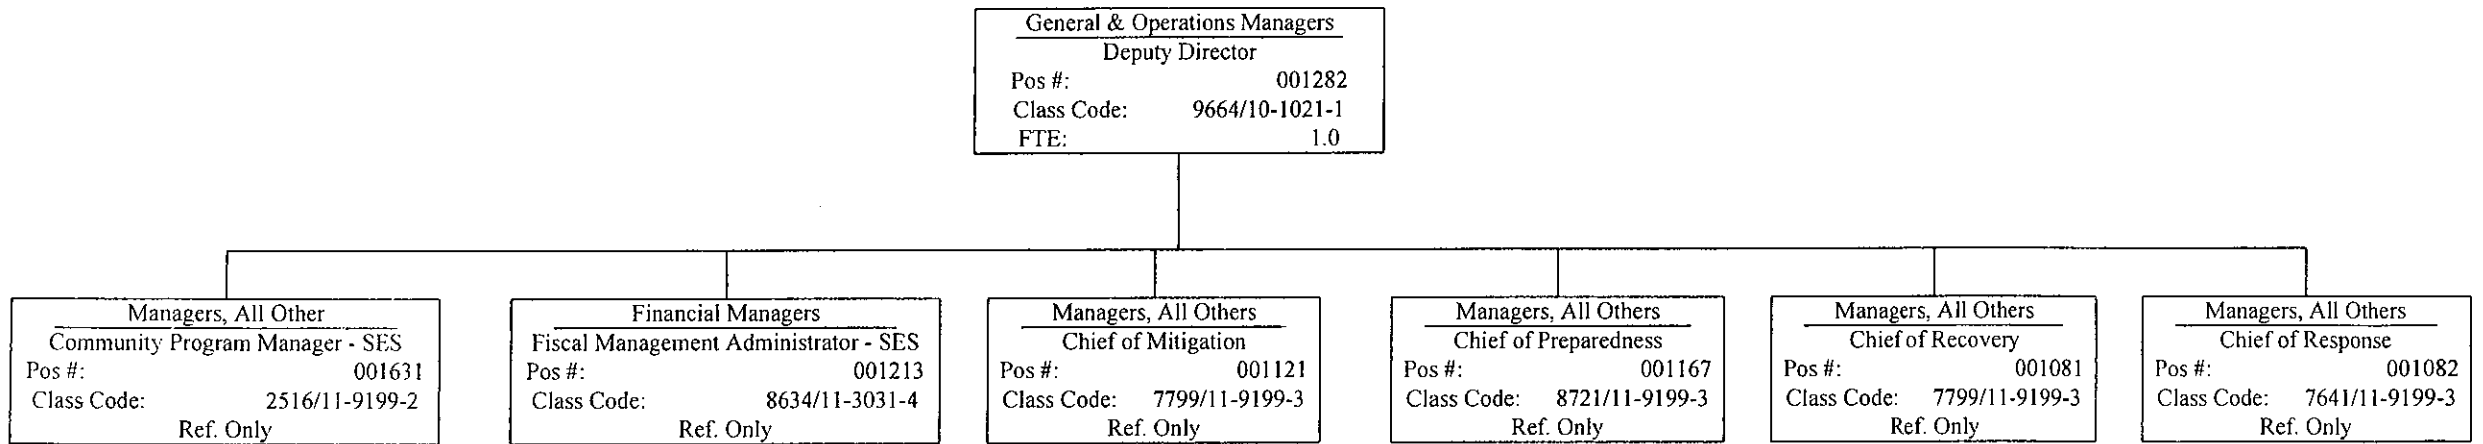 General & Operations Managers
Deputy Director
Pos #: 001282
Class Code: 9664/10-1021-1
FTE: 1.0
Managers, All Other
Community Program Manager - SES
Pos #: 001631
Class Code: 2516/11-9199-2
Ref. Only
Financial Managers
Fiscal Management Administrator - SES
Pos #: 001213
Class Code: 8634/11-3031-4
Ref. Only
Managers, All Others
Chief of Mitigation
Pos #: 001121
Class Code: 7799/11-9199-3
Ref. Only
Managers, All Others
Chief of Preparedness
Pos #: 001167
Class Code: 8721/11-9199-3
Ref. Only
Managers, All Others
Chief of Recovery
Pos #: 001081
Class Code: 7799/11-9199-3
Ref. Only
Managers, All Others
Chief of Response
Pos #: 001082
Class Code: 7641/11-9199-3
Ref. Only